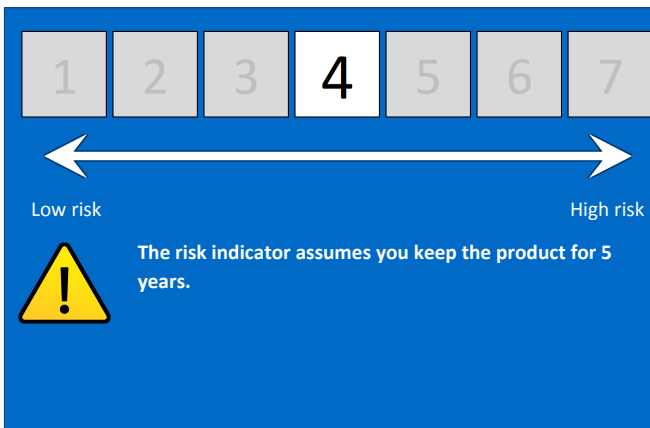 1 2 3 4 5 6 7
Low risk High risk
The risk indicator assumes you keep the product for 5
years.